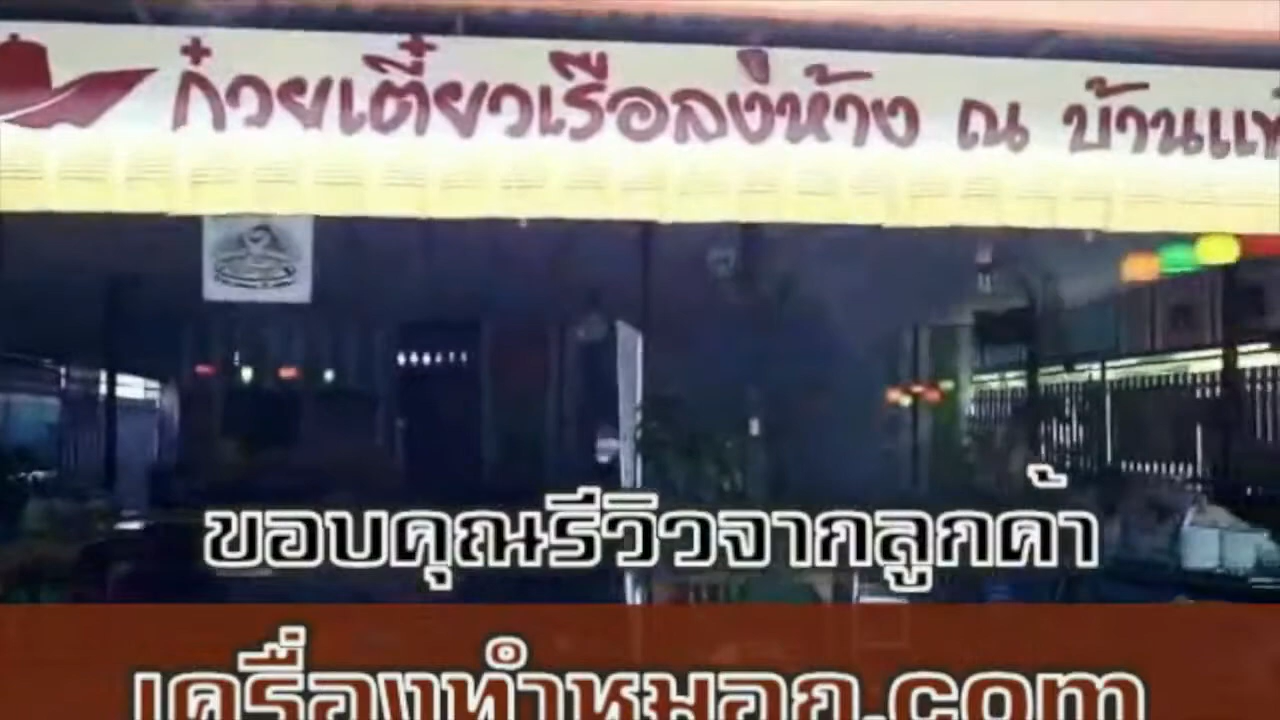 ก๋วยเตี๋ยวเรือลุงห้าง ณ บ้านแพ
ขอบคุณรีวิวจากลูกค้า
เครื่องทำหมอก.com